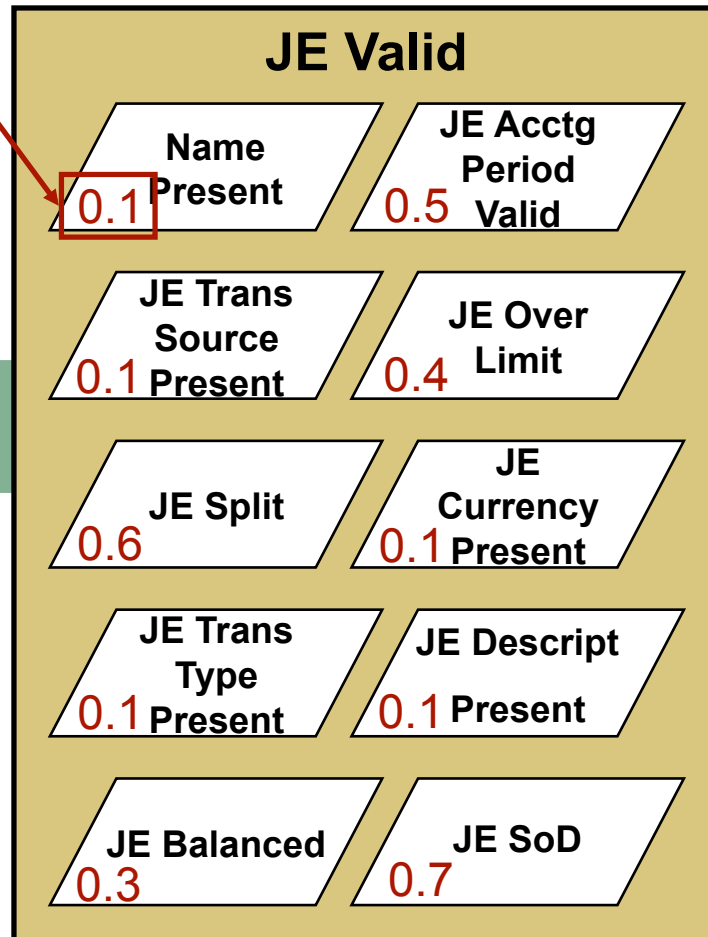 JE Valid
Name
Present
0.1
JE Acctg
Period
Valid
0.5
JE Trans
Source
Present
0.1
JE Over
Limit
0.4
JE Split
0.6
JE
Currency
Present
0.1
JE Trans
Type
Present
0.1
JE Descript
Present
0.1
JE Balanced
0.3
JE SoD
0.7